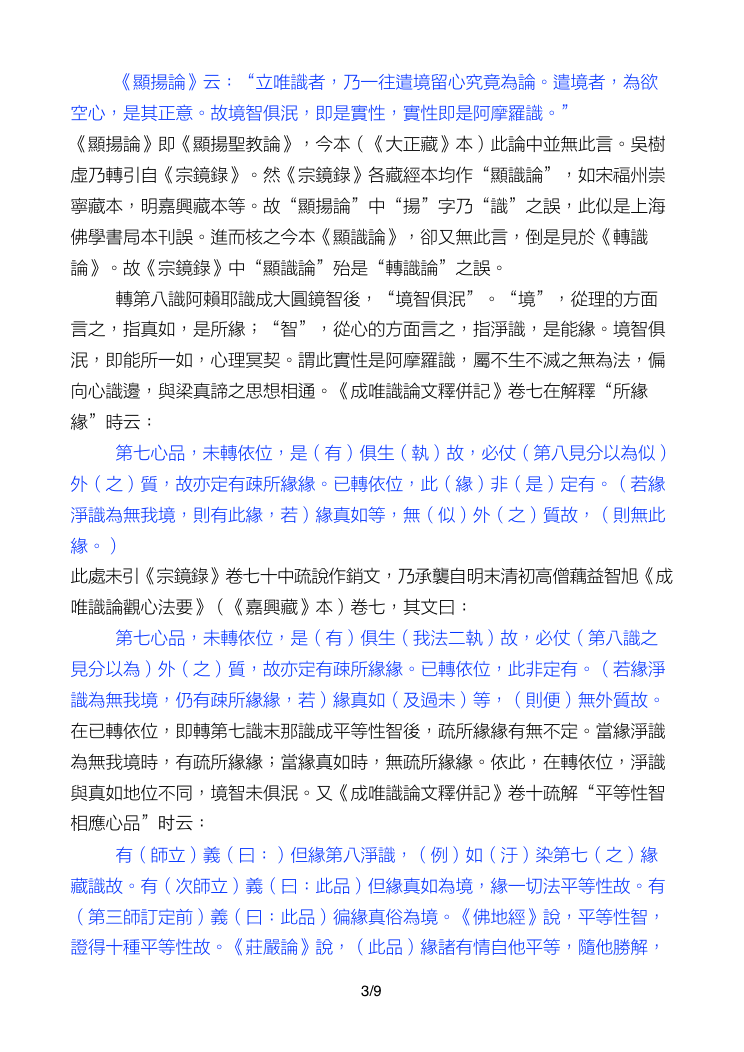 《顯揚論》云：“立唯識者，乃一往遣境留心究竟為論。遣境者，為欲
空心，是其正意。故境智俱泯，即是實性，實性即是阿摩羅識。”
《顯揚論》即《顯揚聖教論》，今本（《大正藏》本）此論中並無此言。吳樹
虛乃轉引自《宗鏡錄》。然《宗鏡錄》各藏經本均作“顯識論”，如宋福州崇
寧藏本，明嘉興藏本等。故“顯揚論”中“揚”字乃“識”之誤，此似是上海
佛學書局本刊誤。進而核之今本《顯識論》，卻又無此言，倒是見於《轉識
論》。故《宗鏡錄》中“顯識論”殆是“轉識論”之誤。
轉第八識阿賴耶識成大圓鏡智後，“境智俱泯”。“境”，從理的方面
言之，指真如，是所緣；“智”，從心的方面言之，指淨識，是能緣。境智俱
泯，即能所一如，心理冥契。謂此實性是阿摩羅識，屬不生不滅之無為法，偏
向心識邊，與梁真諦之思想相通。《成唯識論文釋併記》卷七在解釋“所緣
緣”時云：
第七心品，未轉依位，是（有）俱生（執）故，必仗（第八見分以為似）
外（之）質，故亦定有疎所緣緣。已轉依位，此（緣）非（是）定有。（若緣
淨識為無我境，則有此緣，若）緣真如等，無（似）外（之）質故，（則無此
緣。）
此處未引《宗鏡錄》卷七十中疏說作銷文，乃承襲自明末清初高僧蕅益智旭《成
唯識論觀心法要》（《嘉興藏》本）卷七，其文曰：
第七心品，未轉依位，是（有）俱生（我法二執）故，必仗（第八識之
見分以為）外（之）質，故亦定有疎所緣緣。已轉依位，此非定有。（若緣淨
識為無我境，仍有疎所緣緣，若）緣真如（及過未）等，（則便）無外質故。
在已轉依位，即轉第七識末那識成平等性智後，疏所緣緣有無不定。當緣淨識
為無我境時，有疏所緣緣；當緣真如時，無疏所緣緣。依此，在轉依位，淨識
與真如地位不同，境智未俱泯。又《成唯識論文釋併記》卷十疏解“平等性智
相應心品”时云：
有（師立）義（曰：）但緣第八淨識，（例）如（汙）染第七（之）緣
藏識故。有（次師立）義（曰：此品）但緣真如為境，緣一切法平等性故。有
（第三師訂定前）義（曰：此品）徧緣真俗為境。《佛地經》說，平等性智，
證得十種平等性故。《莊嚴論》說，（此品）緣諸有情自他平等，隨他勝解，
3/9